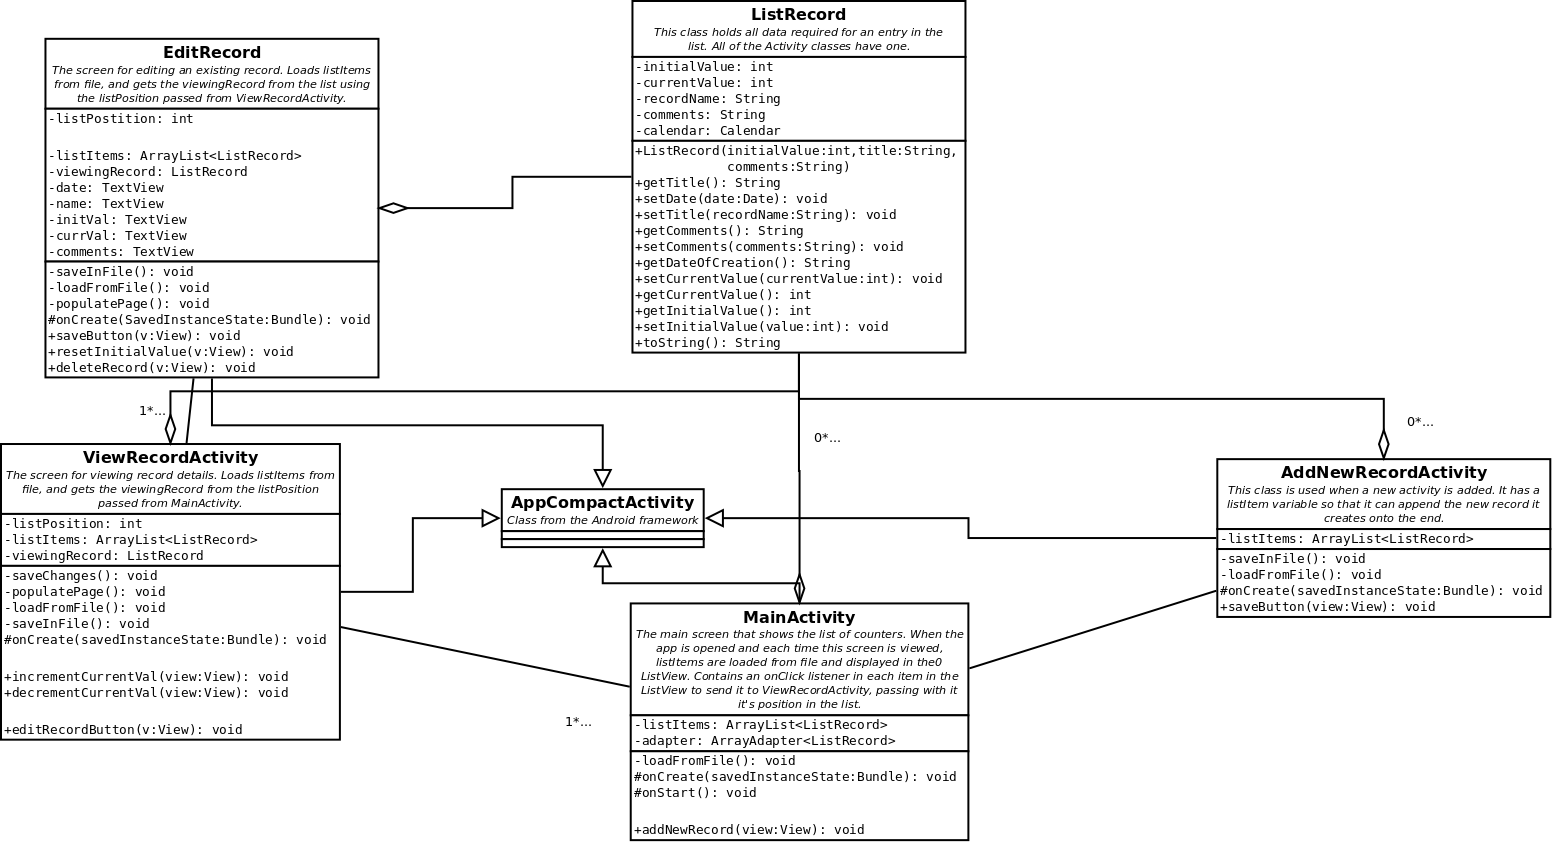 EditRecord
The screen for editing an existing record. Loads listItems
from file, and gets the viewingRecord from the list using
the listPosition passed from ViewRecordActivity.
-listPostition: int
-listItems: ArrayList<ListRecord>
-viewingRecord: ListRecord
-date: TextView
-name: TextView
-initVal: TextView
-currVal: TextView
-comments: TextView
-saveInFile(): void
-loadFromFile(): void
-populatePage(): void
#onCreate(SavedInstanceState:Bundle): void
+saveButton(v:View): void
+resetInitialValue(v:View): void
+deleteRecord(v:View): void
ListRecord
This class holds all data required for an entry in the
list. All of the Activity classes have one.
-initialValue: int
-currentValue: int
-recordName: String
-comments: String
-calendar: Calendar
+ListRecord(initialValue:int,title:String,
comments:String)
+getTitle(): String
+setDate(date:Date): void
+setTitle(recordName:String): void
+getComments(): String
+setComments(comments:String): void
+getDateOfCreation(): String
+setCurrentValue(currentValue:int): void
+getCurrentValue(): int
+getInitialValue(): int
+setInitialValue(value:int): void
+toString(): String
1*...
0*...
0*...
ViewRecordActivity
The screen for viewing record details. Loads listItems from
file, and gets the viewingRecord from the listPosition
passed from MainActivity.
-listPosition: int
-listItems: ArrayList<ListRecord>
-viewingRecord: ListRecord
-saveChanges(): void
-populatePage(): void
-loadFromFile(): void
-saveInFile(): void
#onCreate(savedInstanceState:Bundle): void
+incrementCurrentVal(view:View): void
+decrementCurrentVal(view:View): void
+editRecordButton(v:View): void
AppCompactActivity
Class from the Android framework
AddNewRecordActivity
This class is used when a new activity is added. It has a
listItem variable so that it can append the new record it
creates onto the end.
-listItems: ArrayList<ListRecord>
-saveInFile(): void
-loadFromFile(): void
#onCreate(savedInstanceState:Bundle): void
+saveButton(view:View): void
1*...
MainActivity
The main screen that shows the list of counters. When the
app is opened and each time this screen is viewed,
listItems are loaded from file and displayed in the0
ListView. Contains an onClick listener in each item in the
ListView to send it to ViewRecordActivity, passing with it
it's position in the list.
-listItems: ArrayList<ListRecord>
-adapter: ArrayAdapter<ListRecord>
-loadFromFile(): void
#onCreate(savedInstanceState:Bundle): void
#onStart(): void
+addNewRecord(view:View): void